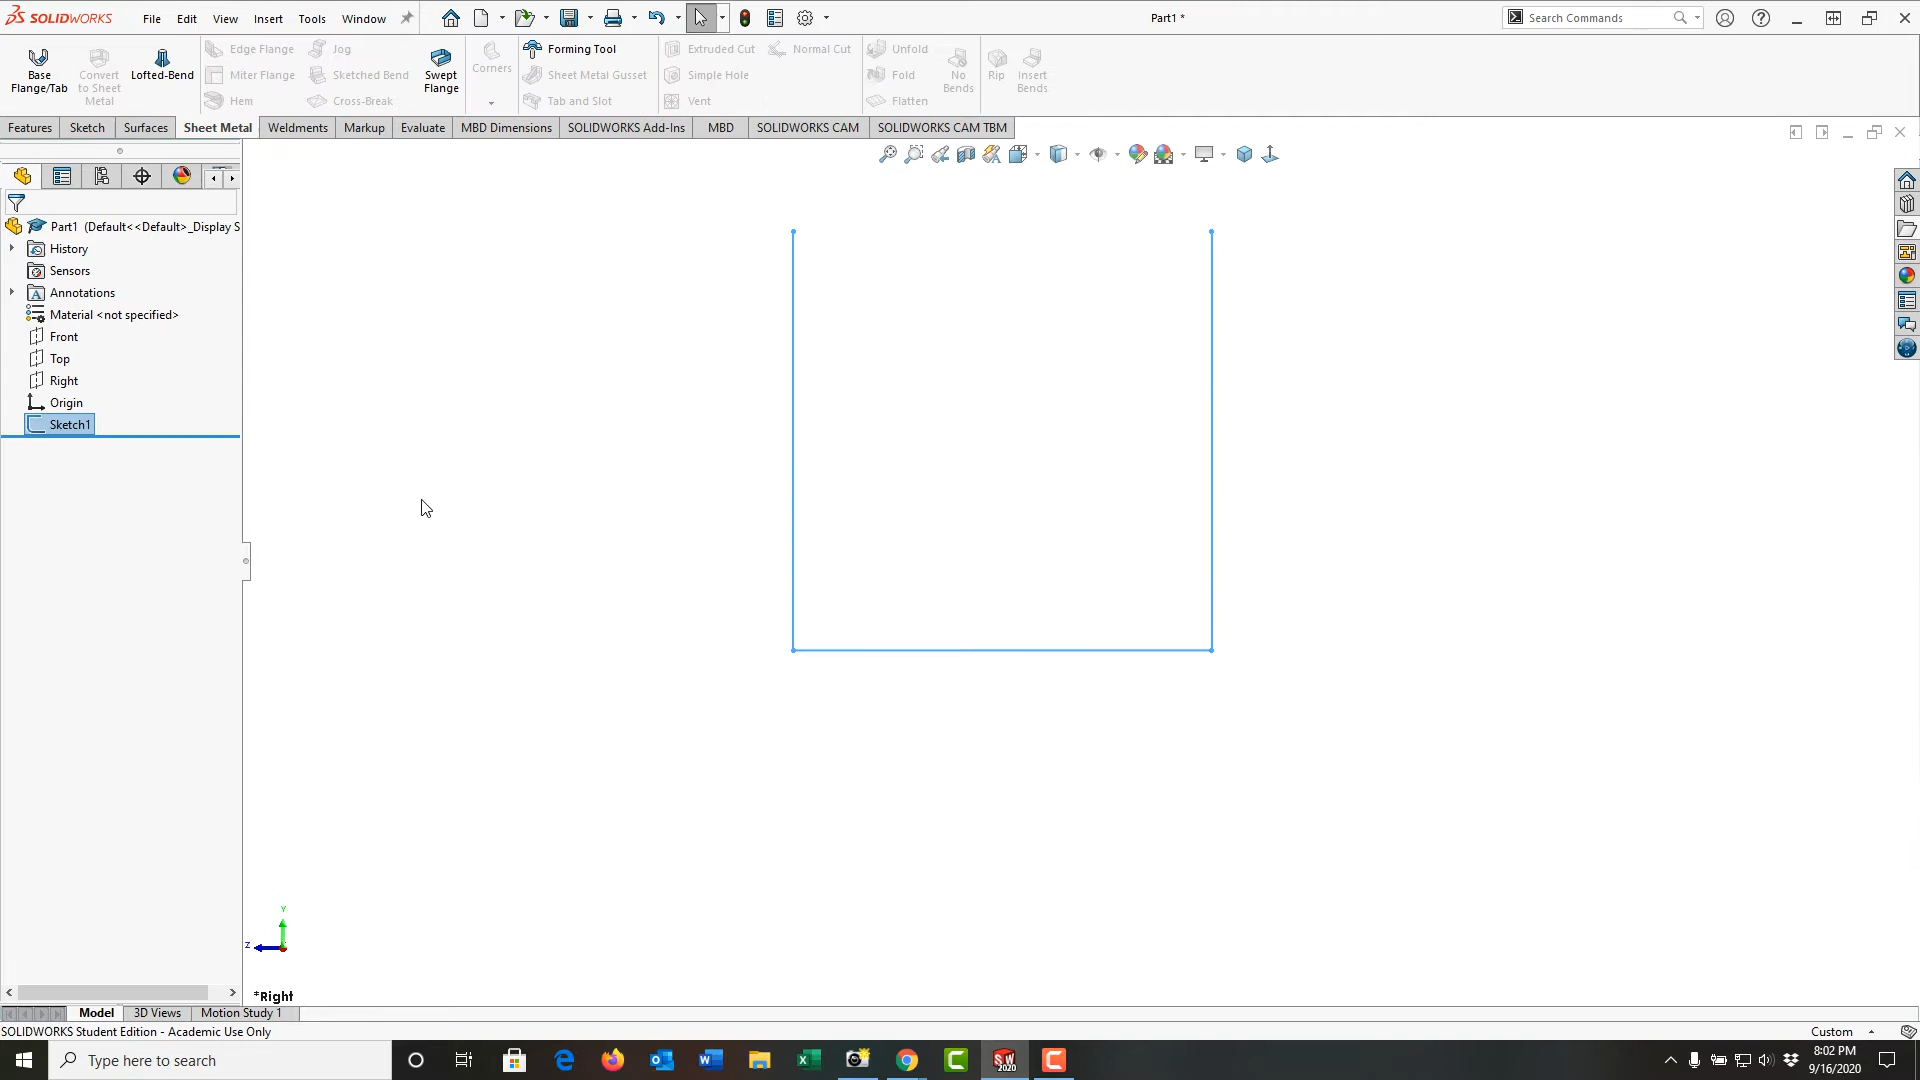 SOLIDWORKS File Edit View Insert Tools Window Part1 * Search Commands
Base Flange/Tab
Convert to Sheet Metal
Lofted-Bend
Edge Flange
Miter Flange
Hem
Jog
Sketched Bend
Cross-Break
Swept Flange
Corners
Forming Tool
Sheet Metal Gusset
Tab and Slot
Extruded Cut
Simple Hole
Vent
Normal Cut
Unfold
Fold
Flatten
No Bends
Rip
Insert Bends
Features Sketch Surfaces Sheet Metal Weldments Markup Evaluate MBD Dimensions SOLIDWORKS Add-Ins MBD SOLIDWORKS CAM SOLIDWORKS CAM TBM
Part1 (Default<<Default>_Display S
History
Sensors
Annotations
Material <not specified>
Front
Top
Right
Origin
Sketch1
Y
Z
*Right
Model 3D Views Motion Study 1
SOLIDWORKS Student Edition - Academic Use Only Custom
Type here to search
SW 2020
8:02 PM
9/16/2020